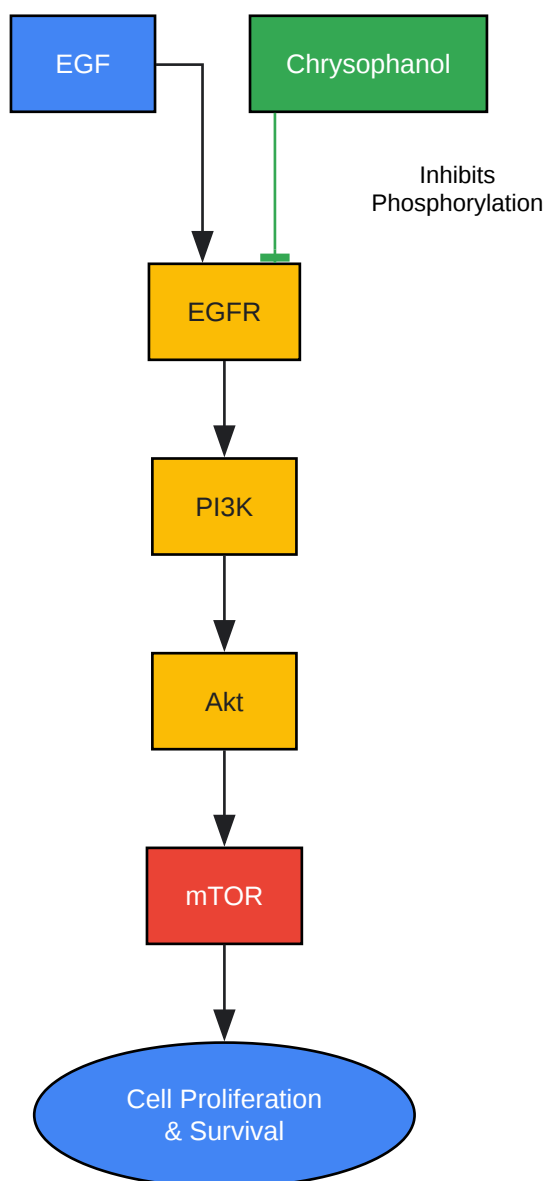 EGF
Chrysophanol
Inhibits
Phosphorylation
EGFR
PI3K
Akt
mTOR
Cell Proliferation
& Survival